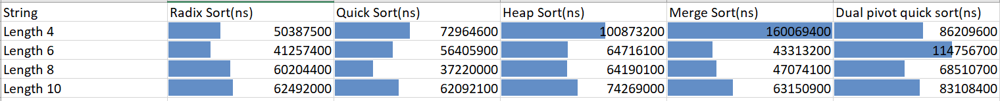 String Radix Sort(ns) Quick Sort(ns) Heap Sort(ns) Merge Sort(ns) Dual pivot quick sort(ns)
Length 4 50387500 72964600 100873200 160069400 86209600
Length 6 41257400 56405900 64716100 43313200 114756700
Length 8 60204400 37220000 64190100 47074100 68510700
Length 10 62492000 62092100 74269000 63150900 83108400